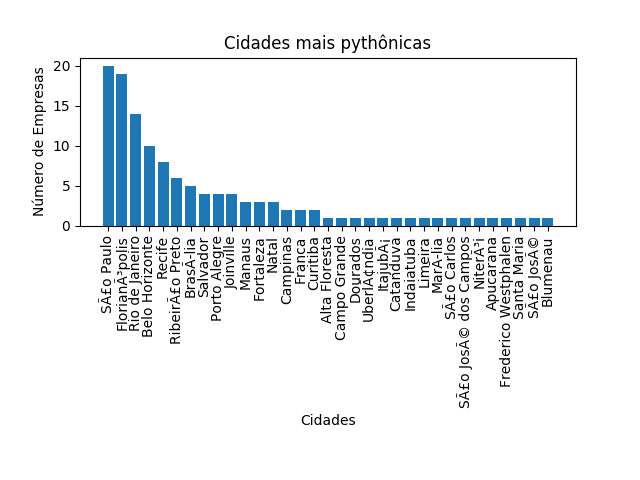 Cidades mais pythônicas
Número de Empresas
20
15
10
5
0
SÃ£o Paulo
FlorianÃ³polis
Rio de Janeiro
Belo Horizonte
Recife
RibeirÃ£o Preto
BrasÃ-lia
Salvador
Porto Alegre
Joinville
Manaus
Fortaleza
Natal
Campinas
Franca
Curitiba
Alta Floresta
Campo Grande
Dourados
UberlÃ¢ndia
ItajubÃ¡
Catanduva
Indaiatuba
Limeira
MarÃ-lia
SÃ£o Carlos
SÃ£o JosÃ© dos Campos
NiterÃ³i
Apucarana
Frederico Westphalen
Santa Maria
SÃ£o JosÃ©
Blumenau
Cidades